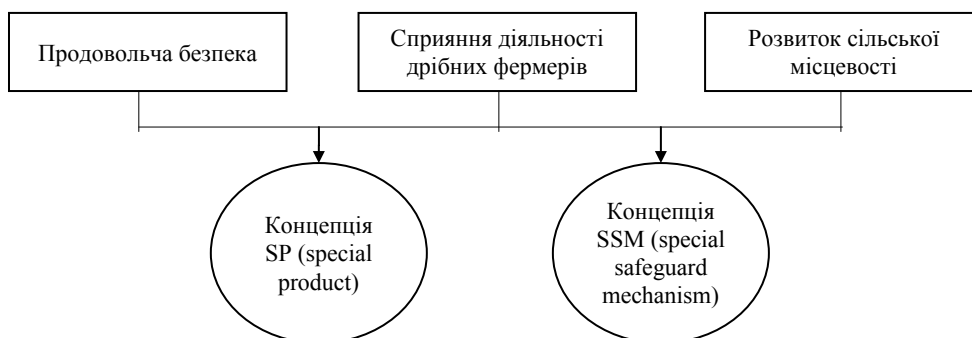 Продовольча безпека
Сприяння діяльності
дрібних фермерів
Розвиток сільської
місцевості
Концепція
SP (special
product)
Концепція
SSM (special
safeguard
mechanism)